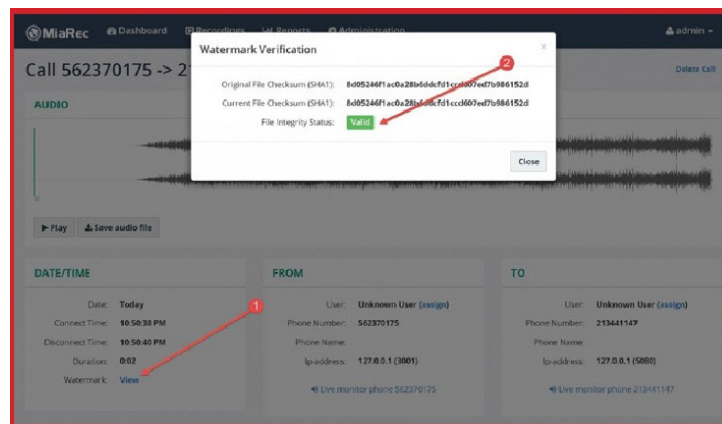 MiaRec Dashboard Recordings Reports Administration admin
Watermark Verification ×
2
Call 562370175 -> 2 Delete Call
Original File Checksum (SHA1):
Current File Checksum (SHA1):
File Integrity Status: Valid
AUDIO
Close
Play Save audio file
DATE/TIME FROM TO
1
Date: Today User: Unknown User (assign) User: Unknown User (assign)
Connect Time: 10:50:38 PM Phone Number: 562370175 Phone Number: 213441147
Disconnect Time: 10:50:40 PM Phone Name: Phone Name:
Duration: 0:02 Ip-address: 127.0.0.1 (3001) Ip-address: 127.0.0.1 (5080)
Watermark: View
Live monitor phone 562370175 Live monitor phone 213441147